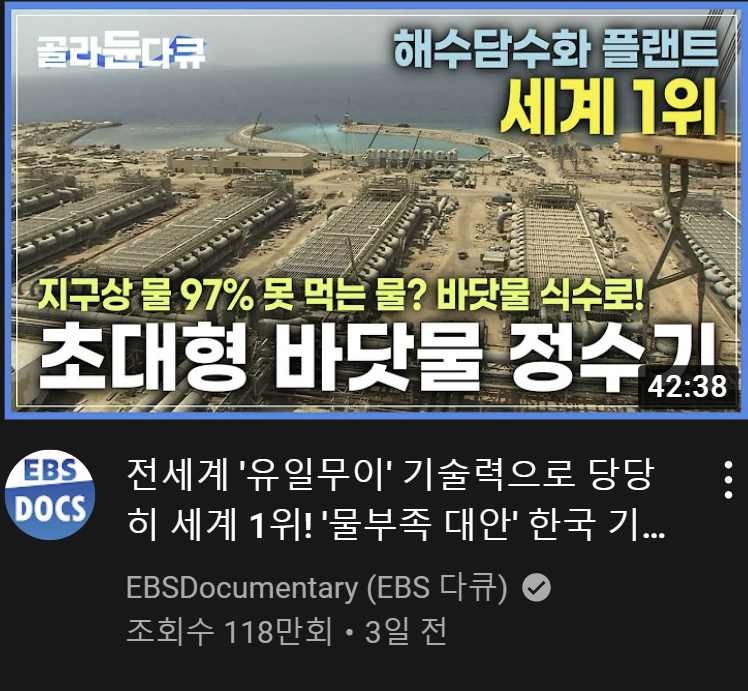 골라둔다큐
해수담수화 플랜트
세계 1위
지구상 물 97% 못 먹는 물? 바닷물 식수로!
초대형 바닷물 정수기
42:38
EBS
DOCS
전세계 '유일무이' 기술력으로 당당
히 세계 1위! '물부족 대안' 한국 기...
EBSDocumentary (EBS 다큐)
조회수 118만회 • 3일 전